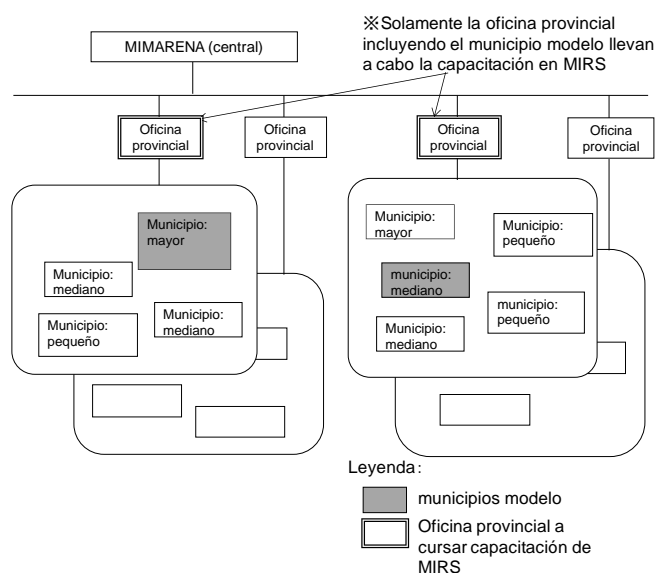 ※Solamente la oficina provincial
incluyendo el municipio modelo llevan
a cabo la capacitación en MIRS
MIMARENA (central)
Oficina
provincial
Oficina
provincial
Oficina
provincial
Oficina
provincial
Municipio:
mayor
Municipio:
mediano
Municipio:
pequeño
Municipio:
mediano
Municipio:
mayor
Municipio:
pequeño
municipio:
mediano
municipio:
pequeño
Municipio:
mediano
Leyenda:
municipios modelo
Oficina provincial a
cursar capacitación de
MIRS